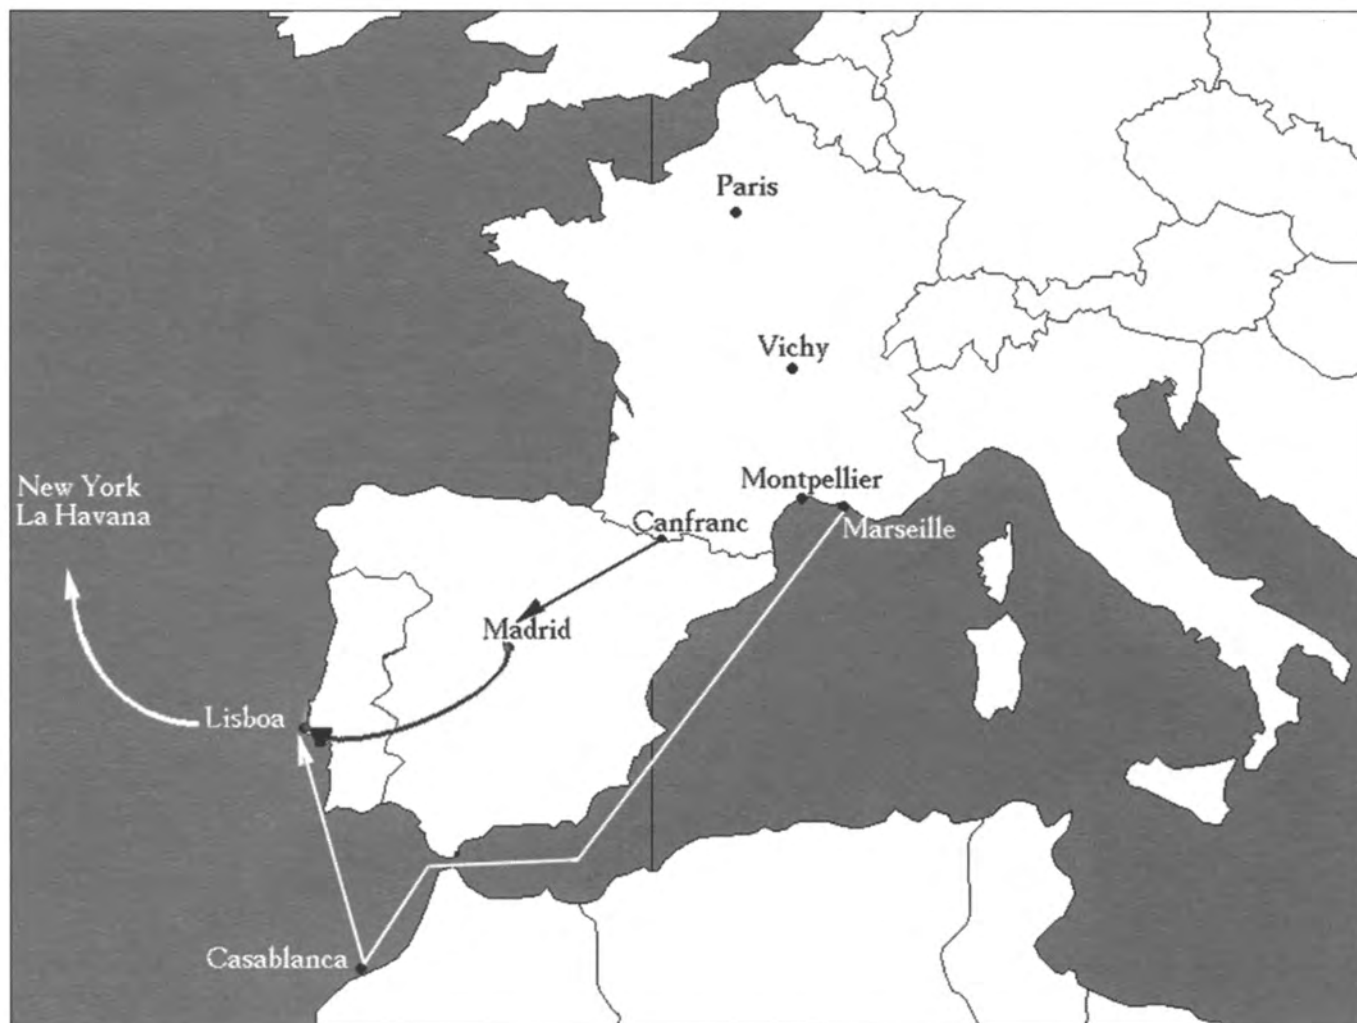 Paris
Vichy
Montpellier
New York
La Havana
Canfranc
Marseille
Madrid
Lisboa
Casablanca